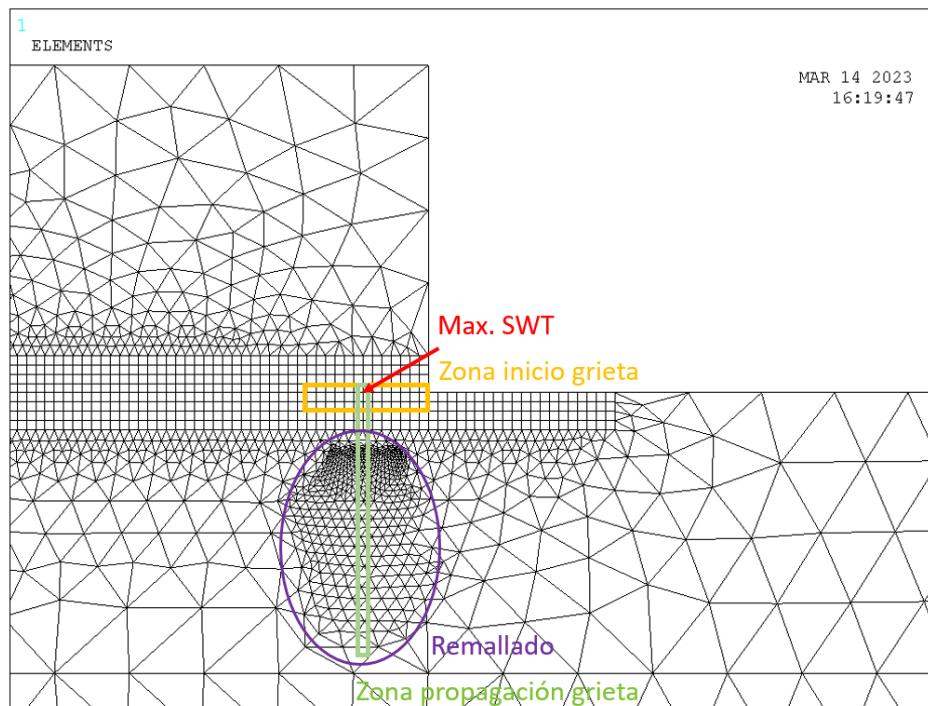 1
ELEMENTS
MAR 14 2023
16:19:47
Max. SWT
Zona inicio grieta
Remallado
Zona propagación grieta